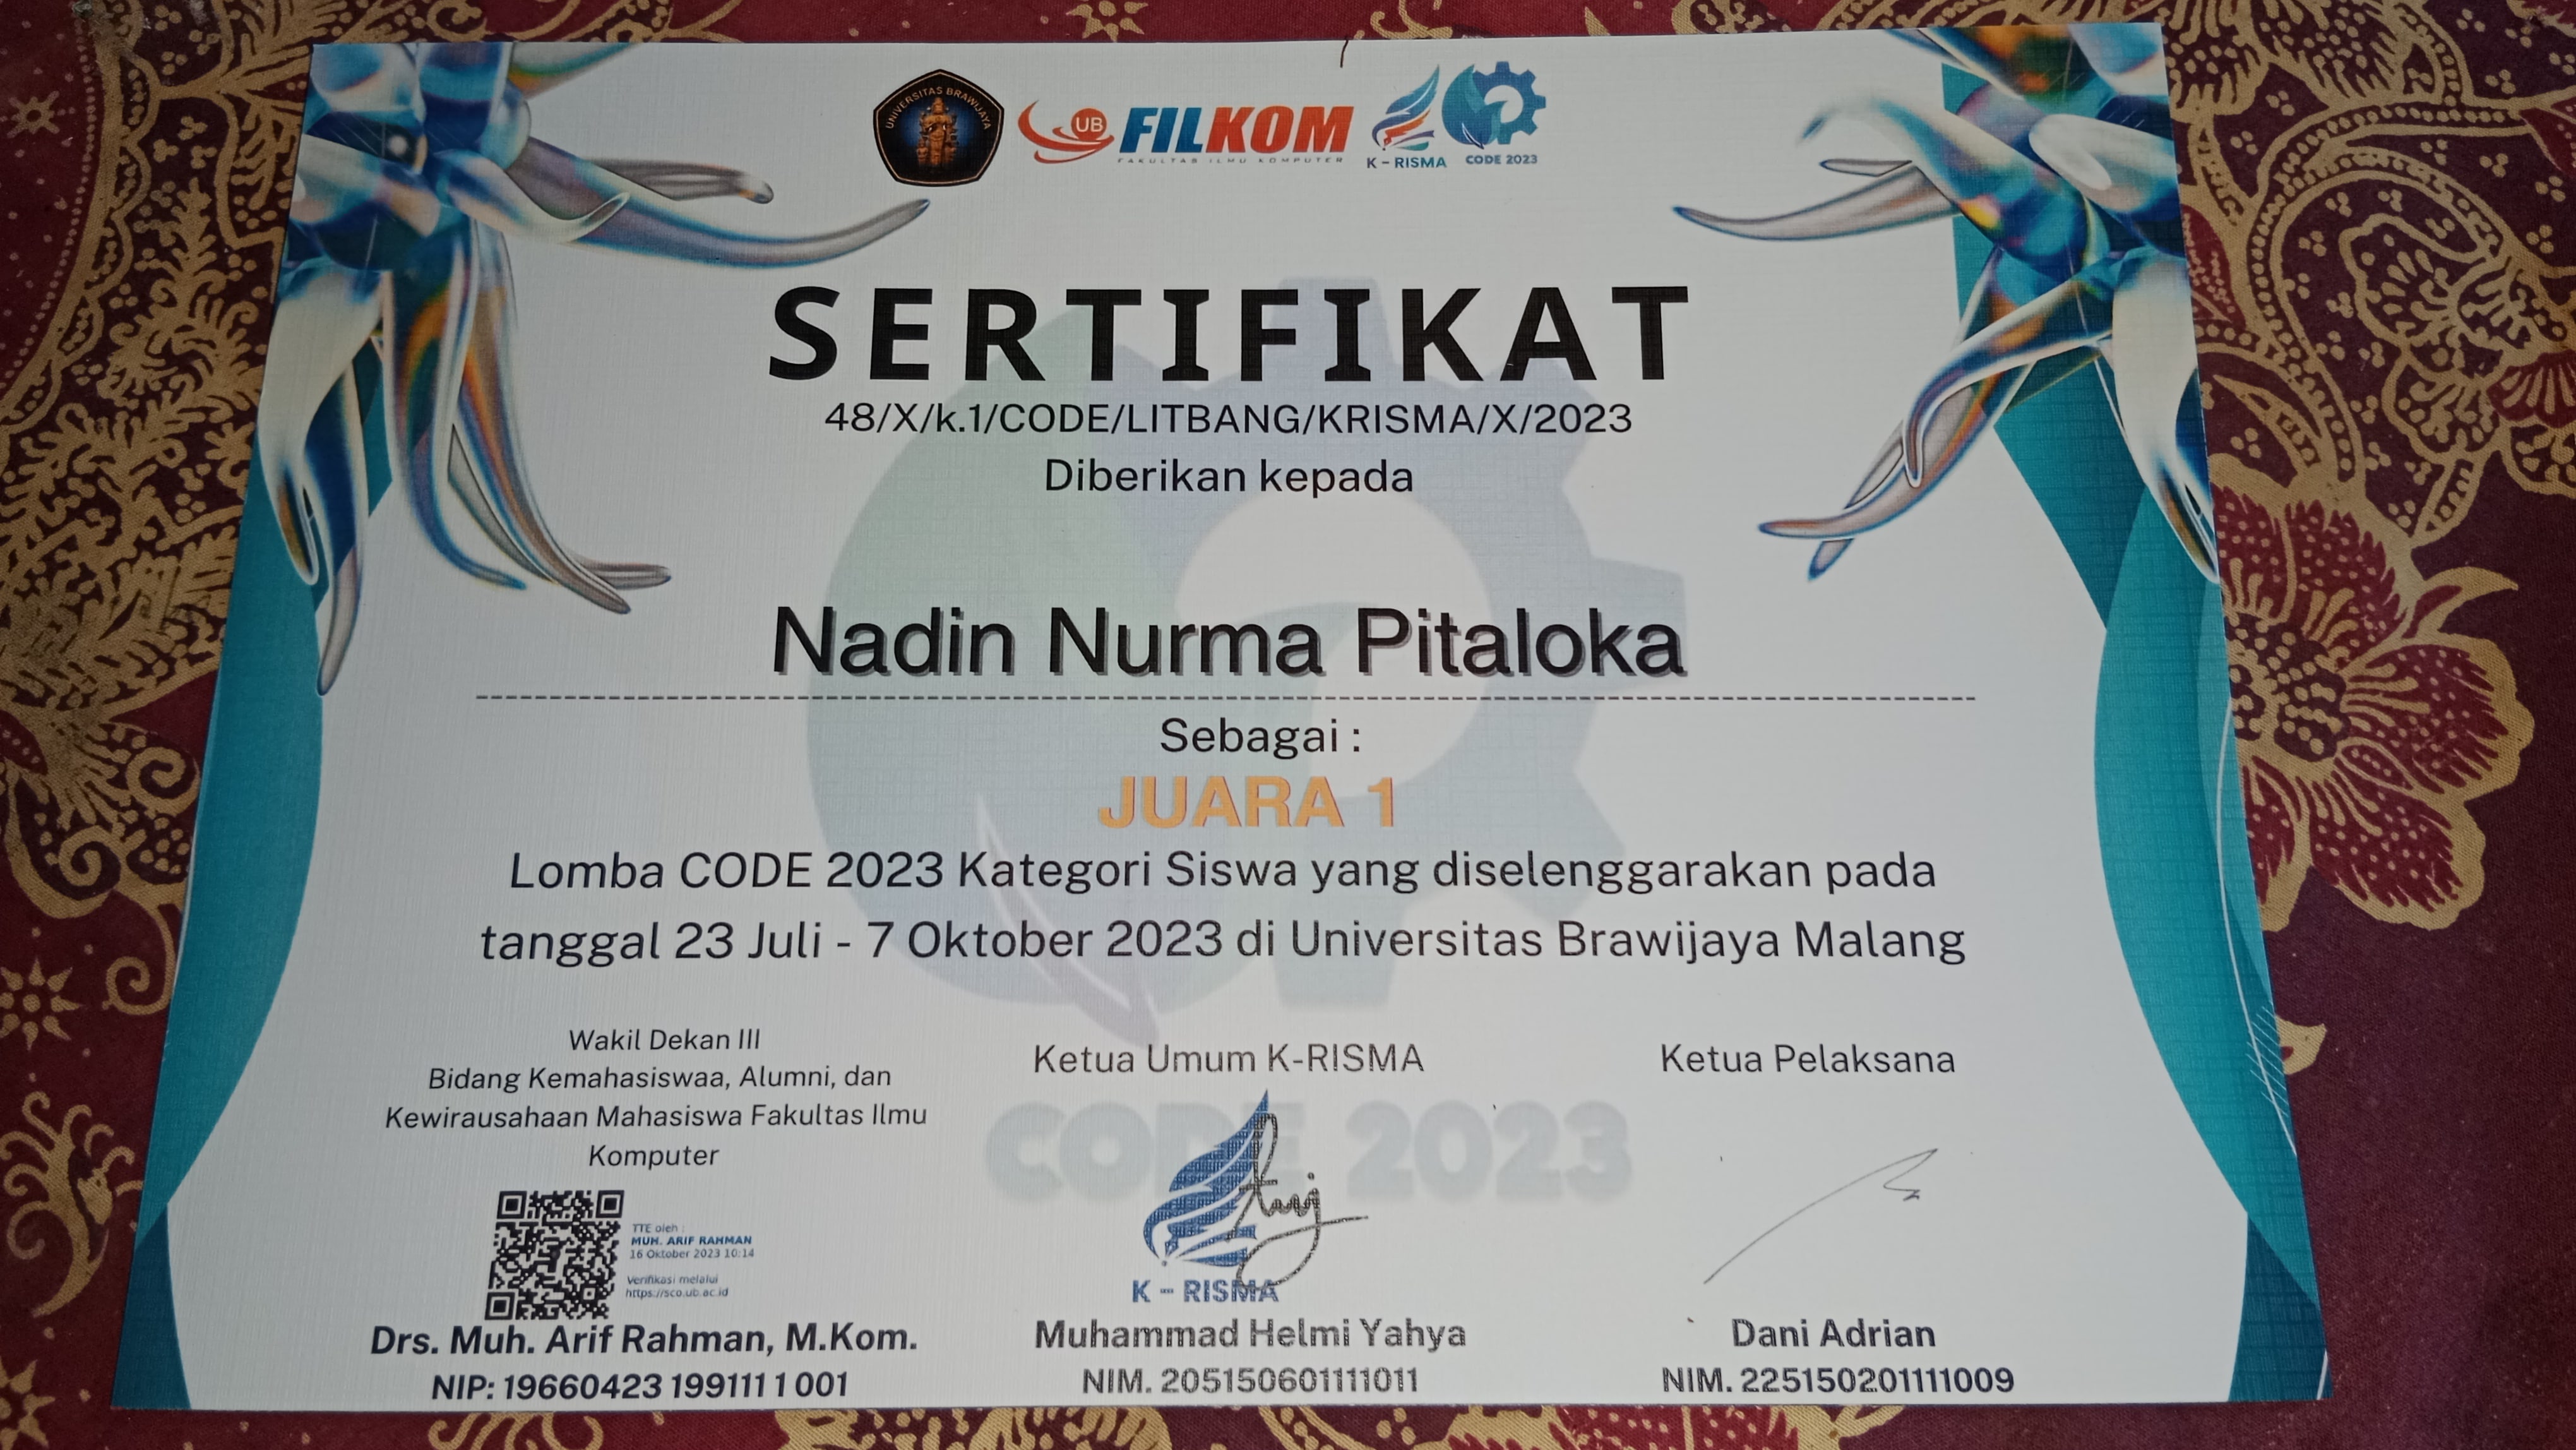 UNIVERSITAS BRAWIJAYA
UB FILKOM
FAKULTAS ILMU KOMPUTER
K - RISMA
CODE 2023
SERTIFIKAT
48/X/k.1/CODE/LITBANG/KRISMA/X/2023
Diberikan kepada
Nadin Nurma Pitaloka
Sebagai :
JUARA 1
Lomba CODE 2023 Kategori Siswa yang diselenggarakan pada
tanggal 23 Juli - 7 Oktober 2023 di Universitas Brawijaya Malang
Wakil Dekan III
Bidang Kemahasiswaa, Alumni, dan
Kewirausahaan Mahasiswa Fakultas Ilmu
Komputer
TTE oleh :
MUH. ARIF RAHMAN
16 Oktober 2023 10:14
Verifikasi melalui
https://sco.ub.ac.id
Drs. Muh. Arif Rahman, M.Kom.
NIP: 19660423 199111 1 001
Ketua Umum K-RISMA
CODE 2023
K - RISMA
Muhammad Helmi Yahya
NIM. 205150601111011
Ketua Pelaksana
Dani Adrian
NIM. 225150201111009